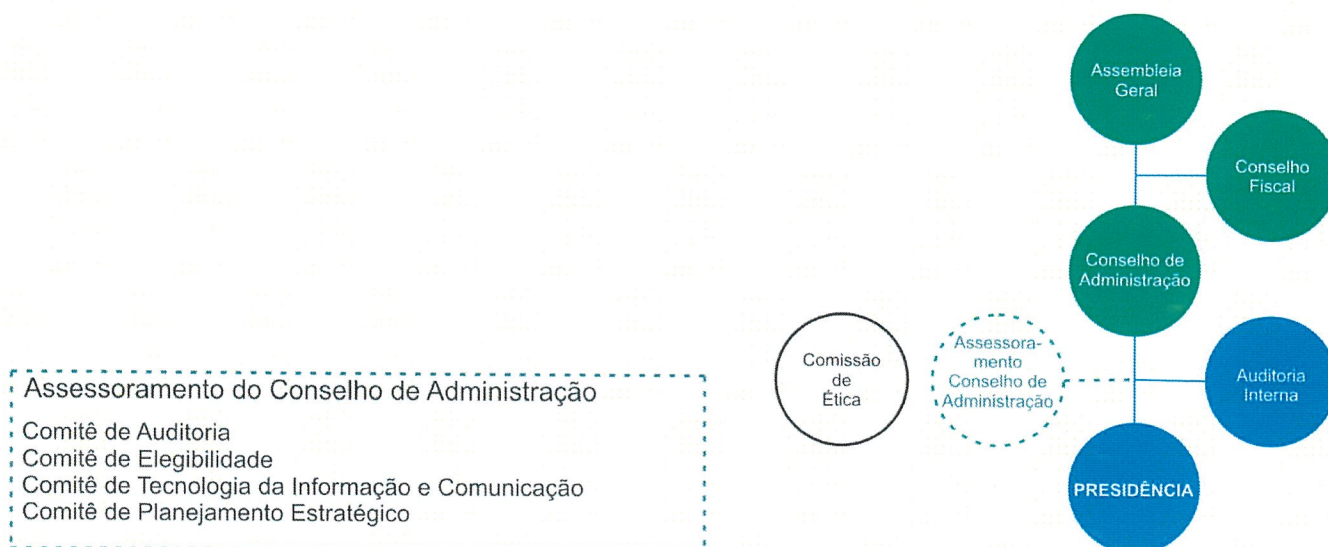 Assembleia
Geral
Conselho
Fiscal
Conselho de
Administração
Comissão
de
Ética
Assessora-
mento
Conselho de
Administração
Auditoria
Interna
PRESIDÊNCIA
Assessoramento do Conselho de Administração
Comitê de Auditoria
Comitê de Elegibilidade
Comitê de Tecnologia da Informação e Comunicação
Comitê de Planejamento Estratégico